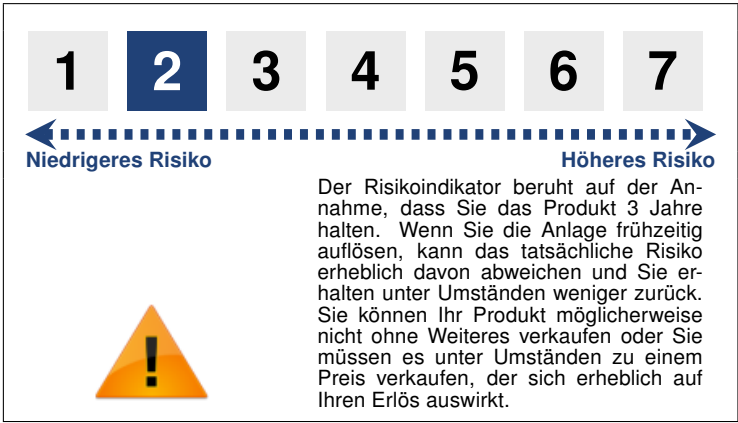 1 2 3 4 5 6 7
Niedrigeres Risiko Höheres Risiko
Der Risikoindikator beruht auf der An-
nahme, dass Sie das Produkt 3 Jahre
halten. Wenn Sie die Anlage frühzeitig
auflösen, kann das tatsächliche Risiko
erheblich davon abweichen und Sie er-
halten unter Umständen weniger zurück.
Sie können Ihr Produkt möglicherweise
nicht ohne Weiteres verkaufen oder Sie
müssen es unter Umständen zu einem
Preis verkaufen, der sich erheblich auf
Ihren Erlös auswirkt.
!